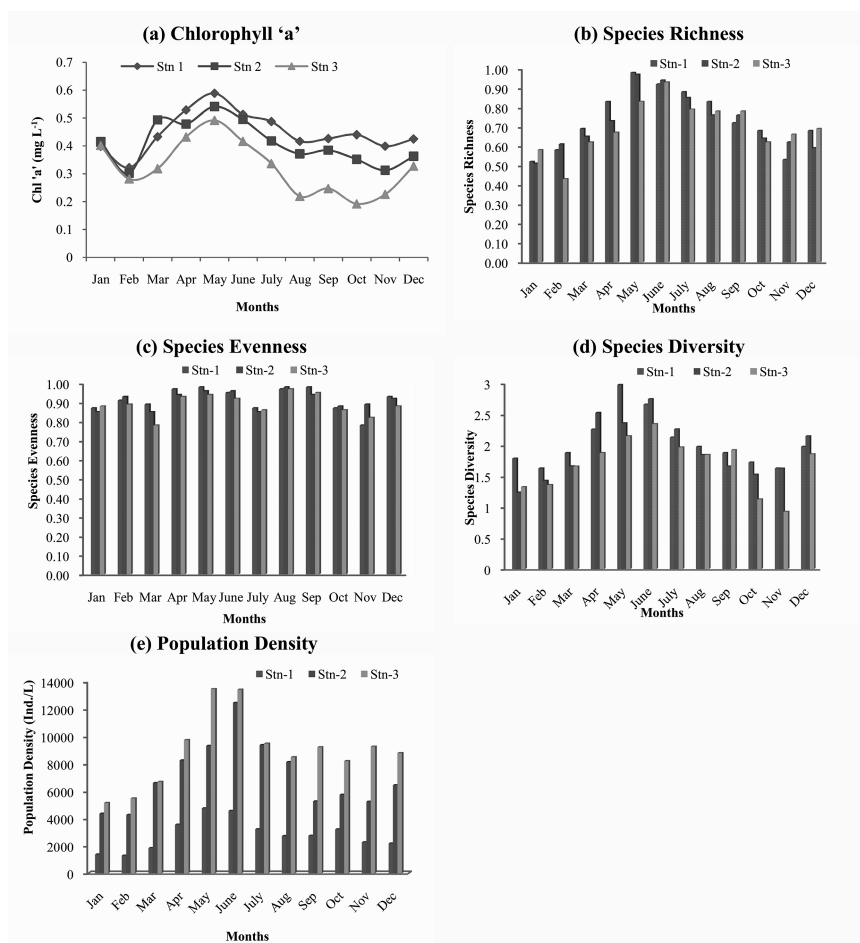 (a) Chlorophyll ‘a’
Stn 1 Stn 2 Stn 3
Chl 'a' (mg L-1)
0.7
0.6
0.5
0.4
0.3
0.2
0.1
0
Jan Feb Mar Apr May June July Aug Sep Oct Nov Dec
Months
(b) Species Richness
Stn-1 Stn-2 Stn-3
Species Richness
1.00
0.90
0.80
0.70
0.60
0.50
0.40
0.30
0.20
0.10
0.00
Jan Feb Mar Apr May June July Aug Sep Oct Nov Dec
Months
(c) Species Evenness
Stn-1 Stn-2 Stn-3
Species Evenness
1.00
0.90
0.80
0.70
0.60
0.50
0.40
0.30
0.20
0.10
0.00
Jan Feb Mar Apr May June July Aug Sep Oct Nov Dec
Months
(d) Species Diversity
Stn-1 Stn-2 Stn-3
Species Diversity
3
2.5
2
1.5
1
0.5
0
Jan Feb Mar Apr May June July Aug Sep Oct Nov Dec
Months
(e) Population Density
Stn-1 Stn-2 Stn-3
Population Density (Ind./L)
14000
12000
10000
8000
6000
4000
2000
0
Jan Feb Mar Apr May June July Aug Sep Oct Nov Dec
Months